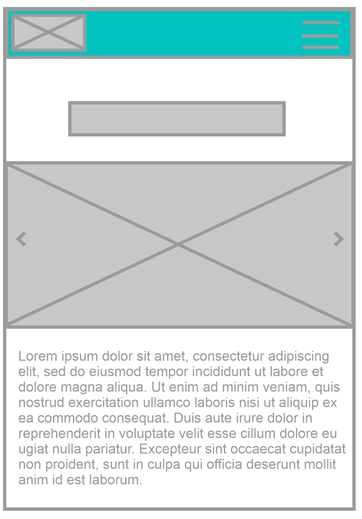 Lorem ipsum dolor sit amet, consectetur adipiscing
elit, sed do eiusmod tempor incididunt ut labore et
dolore magna aliqua. Ut enim ad minim veniam, quis
nostrud exercitation ullamco laboris nisi ut aliquip ex
ea commodo consequat. Duis aute irure dolor in
reprehenderit in voluptate velit esse cillum dolore eu
ugiat nulla pariatur. Excepteur sint occaecat cupidatat
non proident, sunt in culpa qui officia deserunt mollit
anim id est laborum.